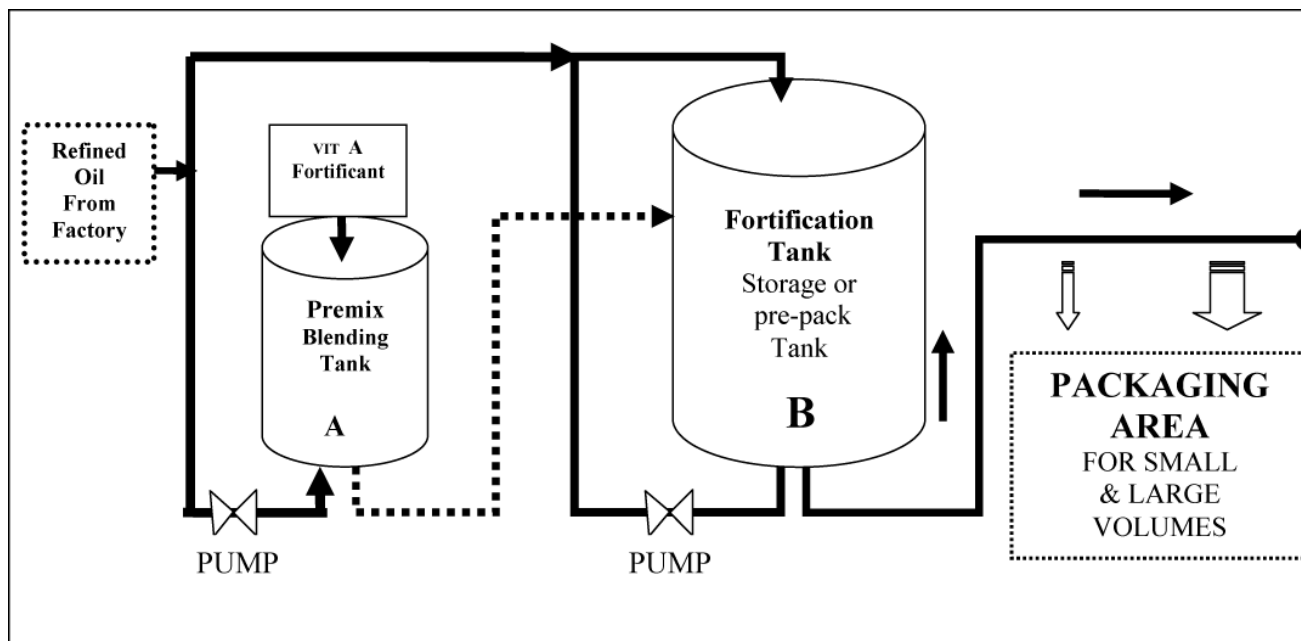 Refined
Oil
From
Factory
VIT A
Fortificant
Premix
Blending
Tank
A
PUMP
Fortification
Tank
Storage or
pre-pack
Tank
B
PUMP
PACKAGING
AREA
FOR SMALL
& LARGE
VOLUMES